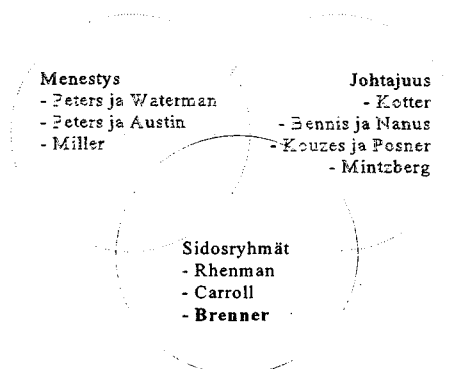 Menestys
- Peters ja Waterman
- Peters ja Austin
- Miller
Johtajuus
- Kotter
- Bennis ja Nanus
- Kouzes ja Posner
- Mintzberg
Sidosryhmät
- Rhenman
- Carroll
- Brenner